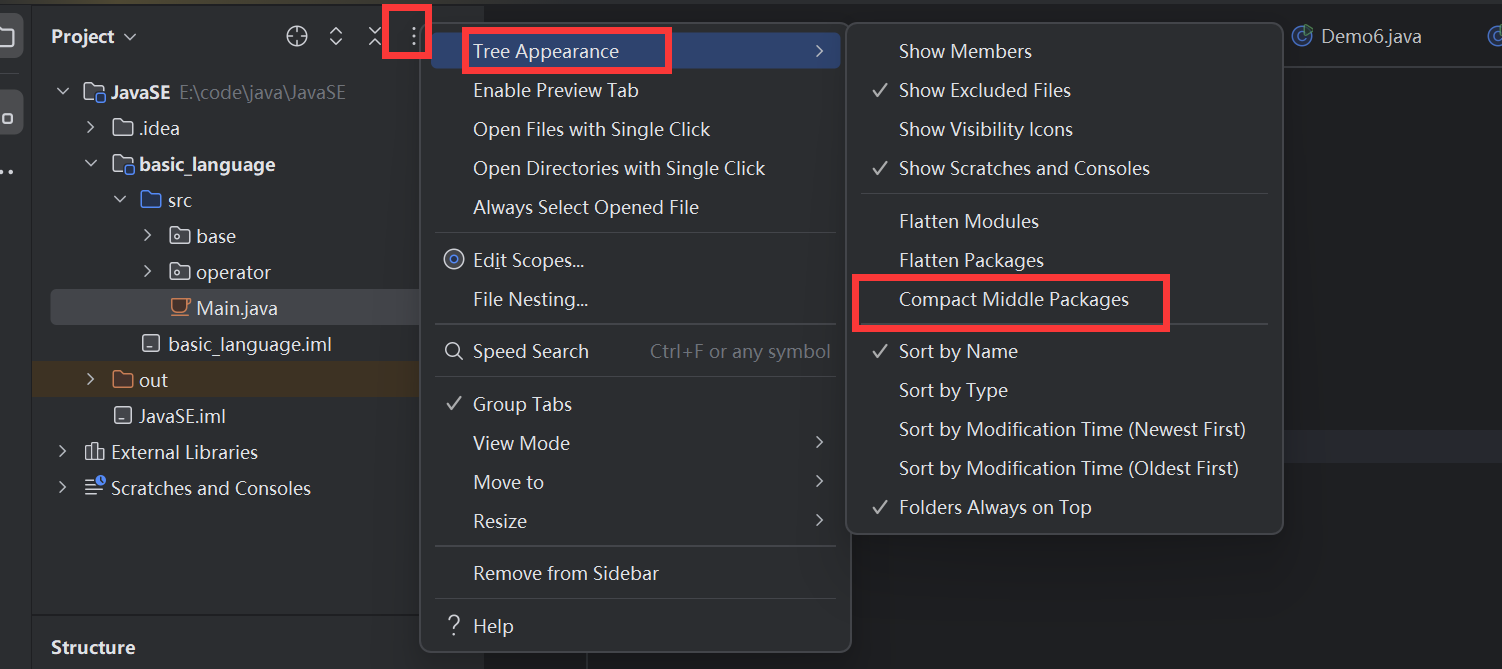 Project
JavaSE E:\code\java\JavaSE
.idea
basic_language
src
base
operator
Main.java
basic_language.iml
out
JavaSE.iml
External Libraries
Scratches and Consoles
Structure
Tree Appearance
Enable Preview Tab
Open Files with Single Click
Open Directories with Single Click
Always Select Opened File
Edit Scopes...
File Nesting...
Speed Search Ctrl+F or any symbol
Group Tabs
View Mode
Move to
Resize
Remove from Sidebar
? Help
Show Members
Show Excluded Files
Show Visibility Icons
Show Scratches and Consoles
Flatten Modules
Flatten Packages
Compact Middle Packages
Sort by Name
Sort by Type
Sort by Modification Time (Newest First)
Sort by Modification Time (Oldest First)
Folders Always on Top
Demo6.java